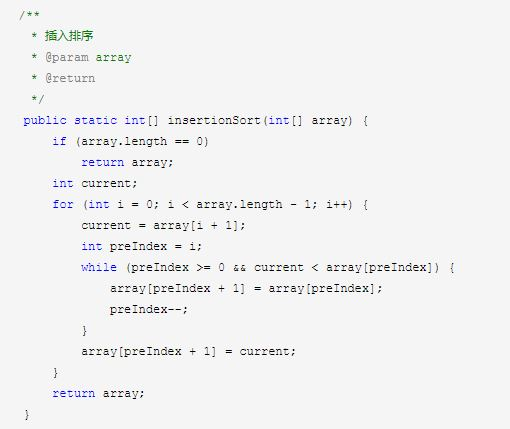 /**
 * 插入排序
 * @param array
 * @return
 */
public static int[] insertionSort(int[] array) {
    if (array.length == 0)
        return array;
    int current;
    for (int i = 0; i < array.length - 1; i++) {
        current = array[i + 1];
        int preIndex = i;
        while (preIndex >= 0 && current < array[preIndex]) {
            array[preIndex + 1] = array[preIndex];
            preIndex--;
        }
        array[preIndex + 1] = current;
    }
    return array;
}